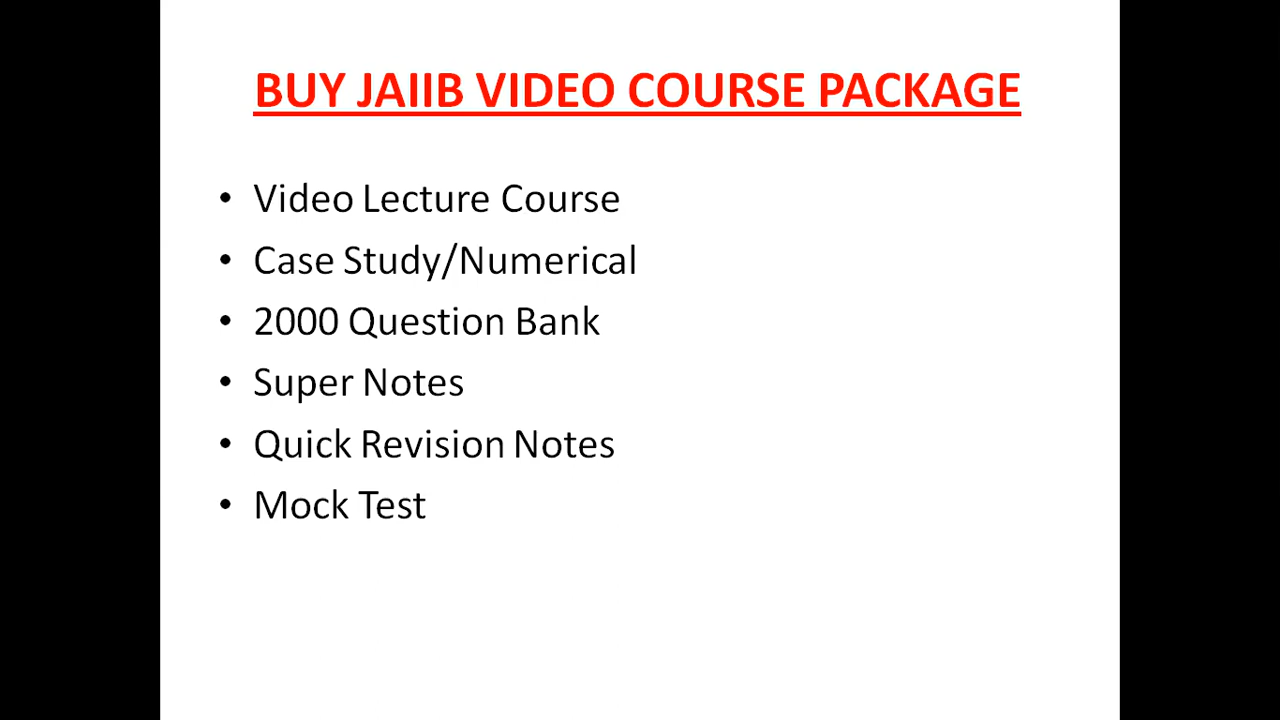 BUY JAIIB VIDEO COURSE PACKAGE
• Video Lecture Course
• Case Study/Numerical
• 2000 Question Bank
• Super Notes
• Quick Revision Notes
• Mock Test